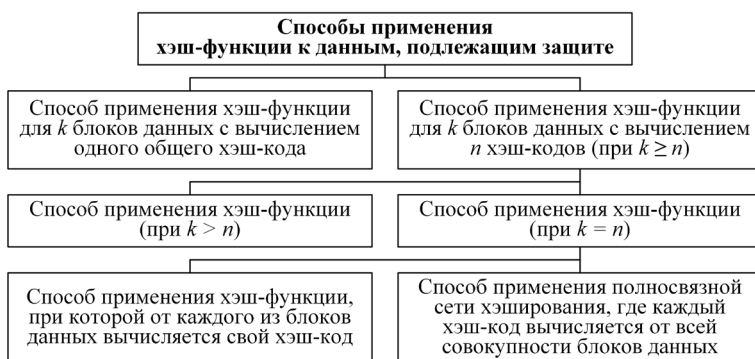 Способы применения
хэш-функции к данным, подлежащим защите
Способ применения хэш-функции
для k блоков данных с вычислением
одного общего хэш-кода
Способ применения хэш-функции
для k блоков данных с вычислением
n хэш-кодов (при k ≥ n)
Способ применения хэш-функции
(при k > n)
Способ применения хэш-функции
(при k = n)
Способ применения хэш-функции,
при которой от каждого из блоков
данных вычисляется свой хэш-код
Способ применения полносвязной
сети хэширования, где каждый
хэш-код вычисляется от всей
совокупности блоков данных